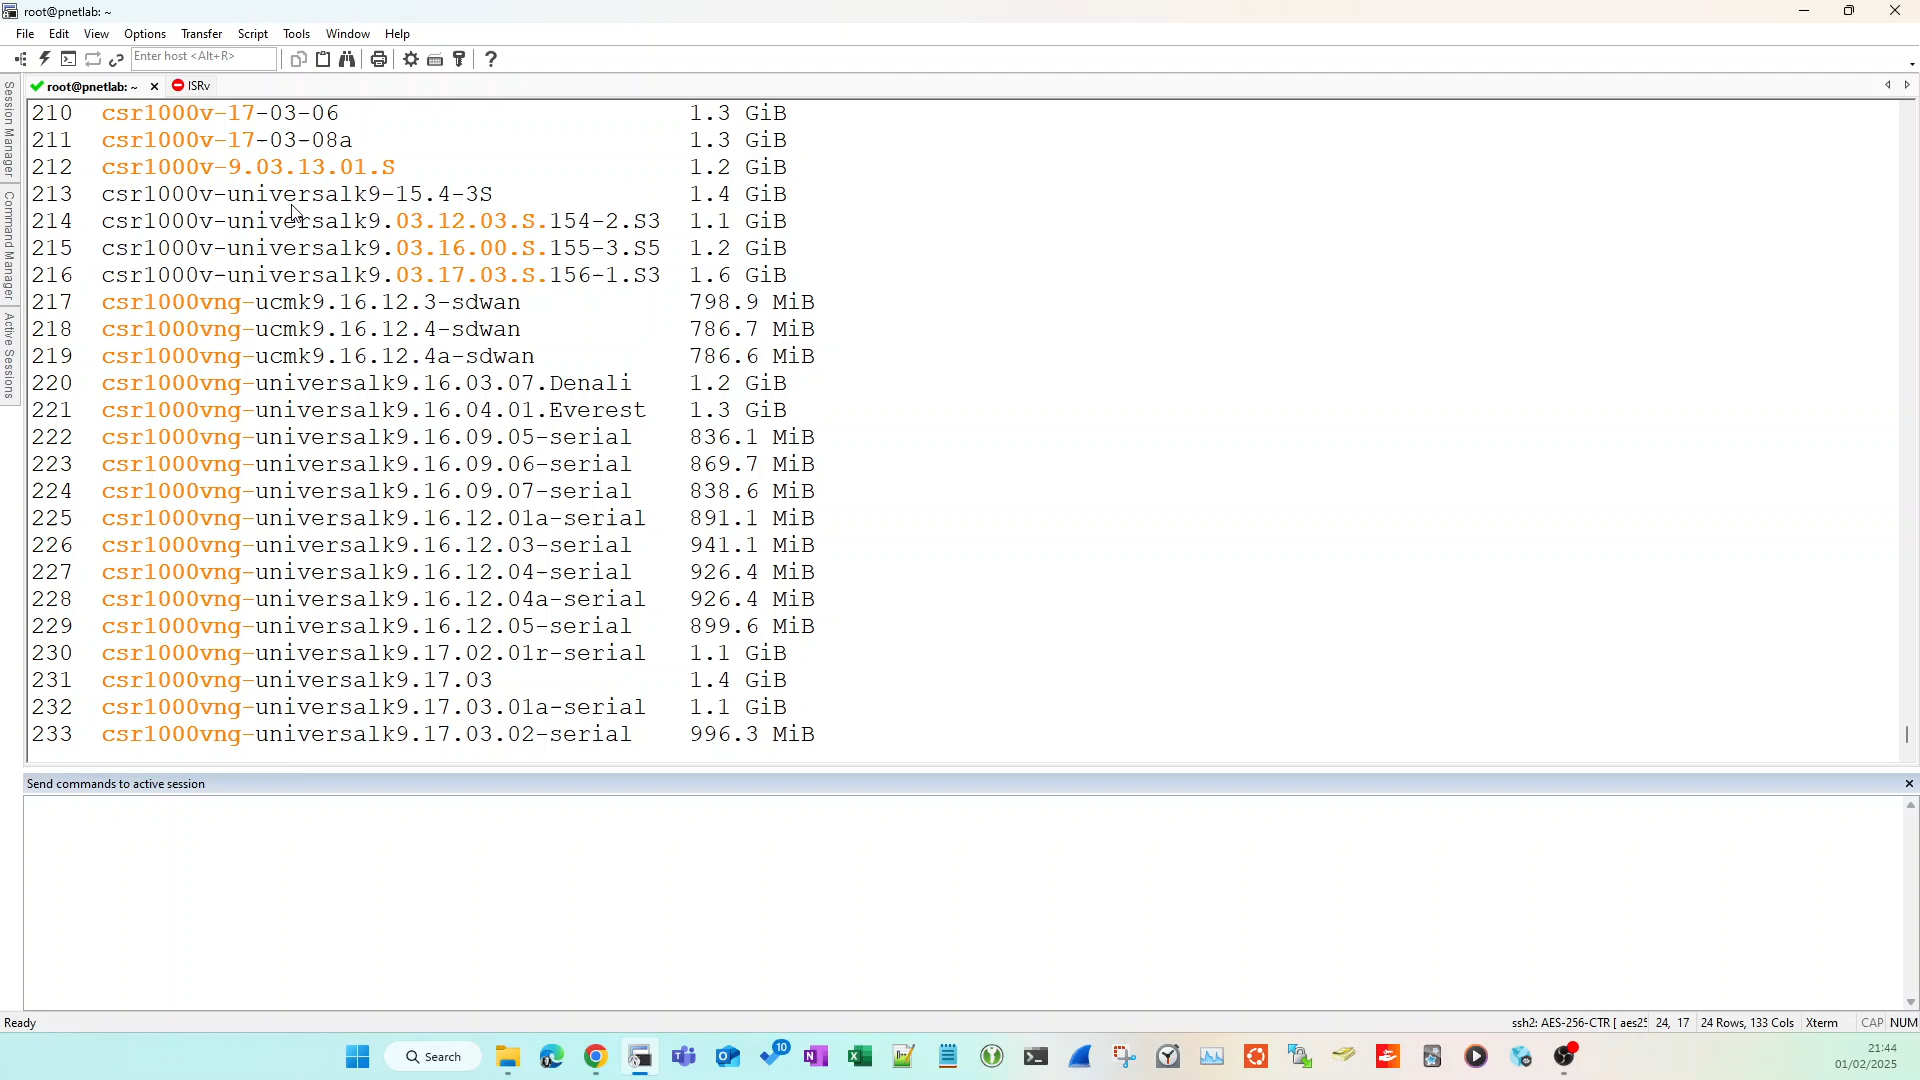 root@pnetlab: ~
File Edit View Options Transfer Script Tools Window Help
Enter host <Alt+R>
root@pnetlab: ~ ISRv
Session Manager
Command Manager
Active Sessions
210 csr1000v-17-03-06 1.3 GiB
211 csr1000v-17-03-08a 1.3 GiB
212 csr1000v-9.03.13.01.S 1.2 GiB
213 csr1000v-universalk9-15.4-3S 1.4 GiB
214 csr1000v-universalk9.03.12.03.S.154-2.S3 1.1 GiB
215 csr1000v-universalk9.03.16.00.S.155-3.S5 1.2 GiB
216 csr1000v-universalk9.03.17.03.S.156-1.S3 1.6 GiB
217 csr1000vng-ucmk9.16.12.3-sdwan 798.9 MiB
218 csr1000vng-ucmk9.16.12.4-sdwan 786.7 MiB
219 csr1000vng-ucmk9.16.12.4a-sdwan 786.6 MiB
220 csr1000vng-universalk9.16.03.07.Denali 1.2 GiB
221 csr1000vng-universalk9.16.04.01.Everest 1.3 GiB
222 csr1000vng-universalk9.16.09.05-serial 836.1 MiB
223 csr1000vng-universalk9.16.09.06-serial 869.7 MiB
224 csr1000vng-universalk9.16.09.07-serial 838.6 MiB
225 csr1000vng-universalk9.16.12.01a-serial 891.1 MiB
226 csr1000vng-universalk9.16.12.03-serial 941.1 MiB
227 csr1000vng-universalk9.16.12.04-serial 926.4 MiB
228 csr1000vng-universalk9.16.12.04a-serial 926.4 MiB
229 csr1000vng-universalk9.16.12.05-serial 899.6 MiB
230 csr1000vng-universalk9.17.02.01r-serial 1.1 GiB
231 csr1000vng-universalk9.17.03 1.4 GiB
232 csr1000vng-universalk9.17.03.01a-serial 1.1 GiB
233 csr1000vng-universalk9.17.03.02-serial 996.3 MiB
Send commands to active session
Ready ssh2: AES-256-CTR [ aes25 24, 17 24 Rows, 133 Cols Xterm CAP NUM
Search 10 21:44
01/02/2025